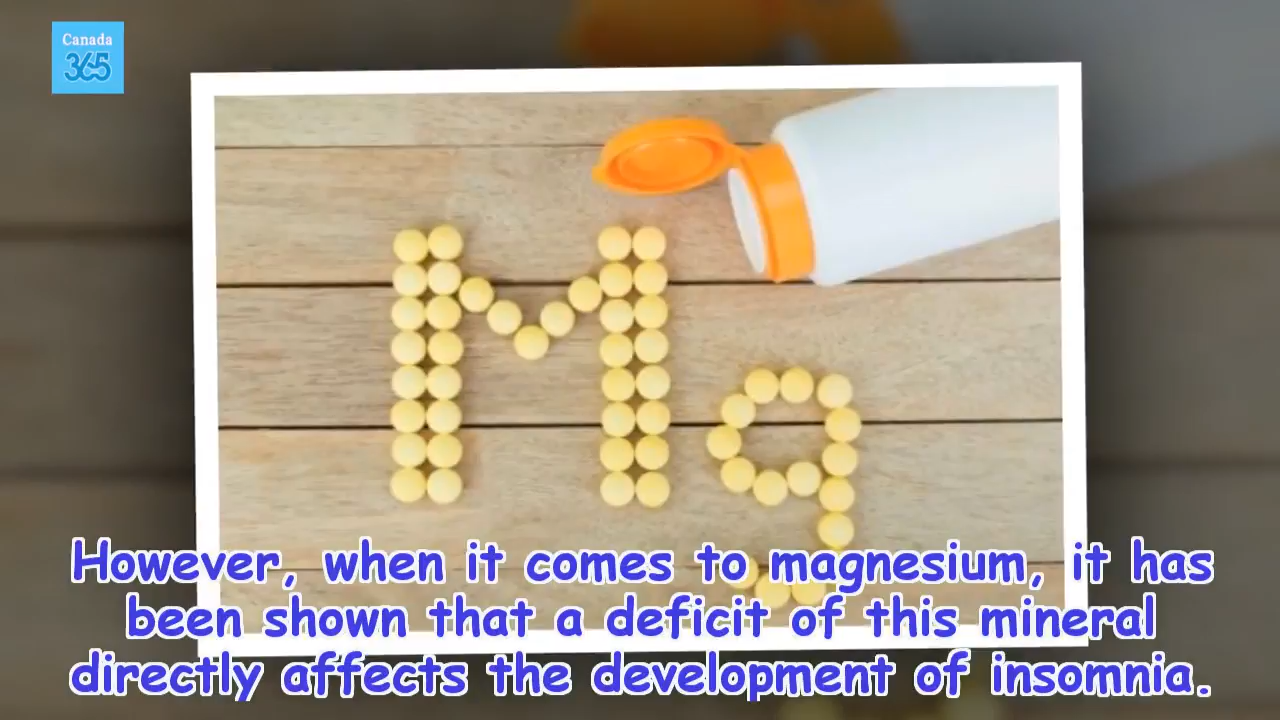 Canada
365
Mg
However, when it comes to magnesium, it has
been shown that a deficit of this mineral
directly affects the development of insomnia.